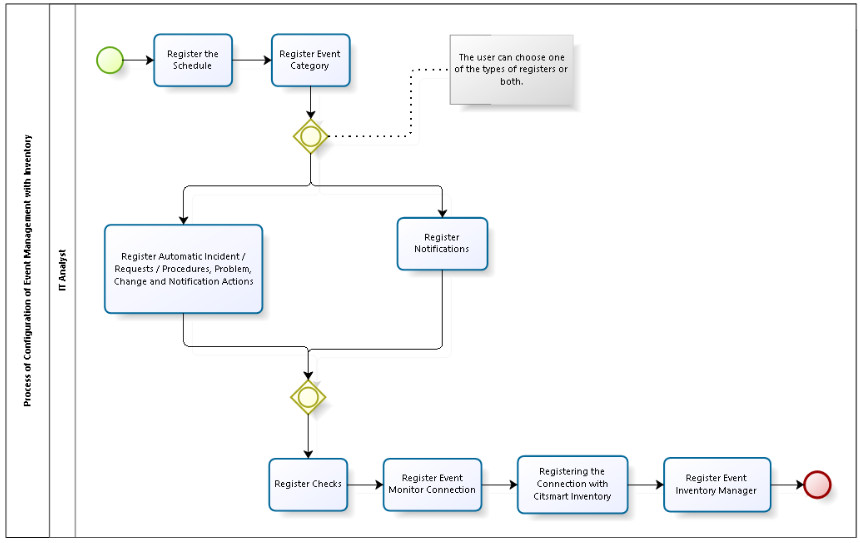 Process of Configuration of Event Management with Inventory
IT Analyst
Register the
Schedule
Register Event
Category
The user can choose one
of the types of registers or
both.
Register Automatic Incident /
Requests / Procedures, Problem,
Change and Notification Actions
Register
Notifications
Register Checks
Register Event
Monitor Connection
Registering the
Connection with
Citsmart Inventory
Register Event
Inventory Manager